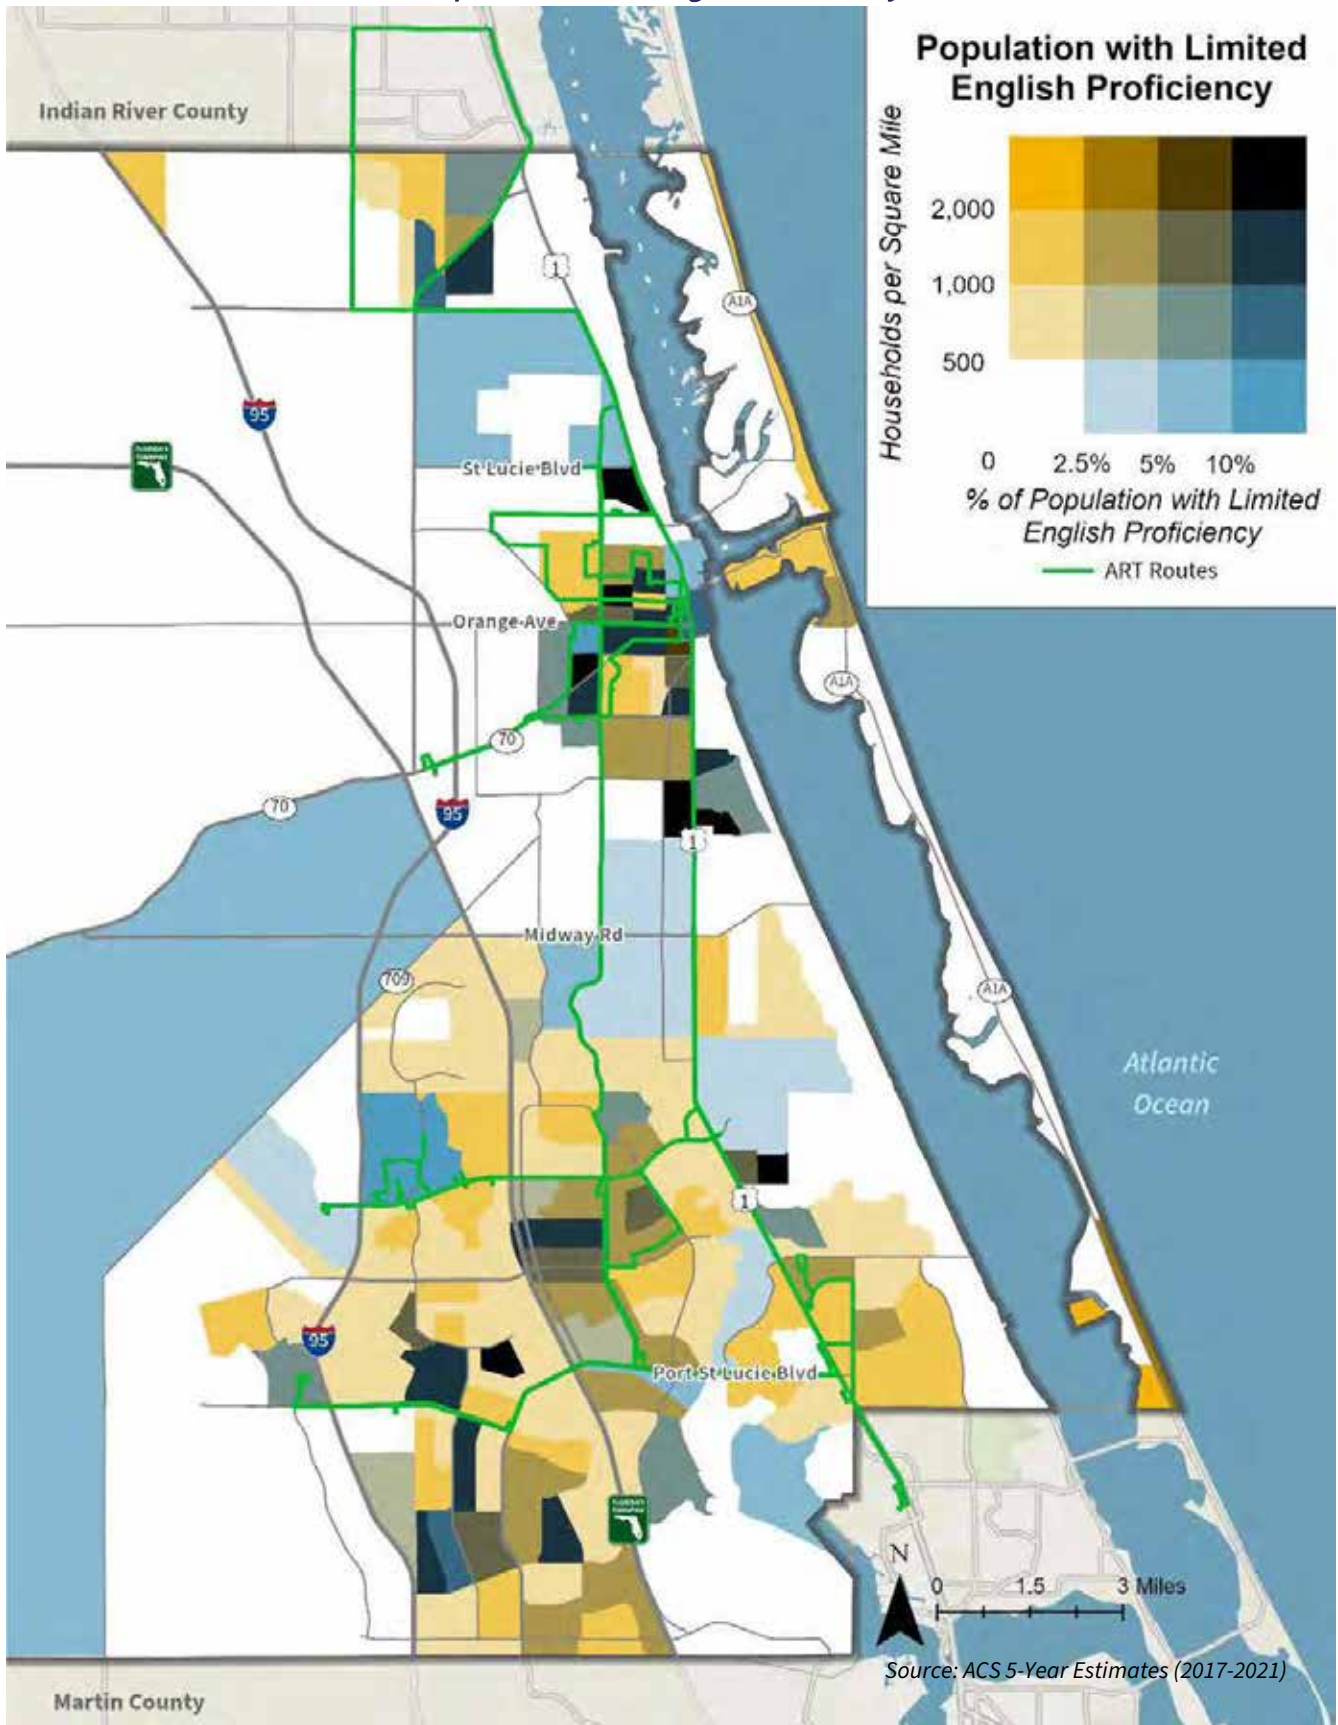 Population with Limited
English Proficiency
Households per Square Mile
2,000
1,000
500
0
2.5%
5%
10%
% of Population with Limited
English Proficiency
ART Routes
Indian River County
1
A1A
95
St Lucie Blvd
Orange Ave
A1A
70
70
95
1
Midway Rd
709
A1A
Atlantic
Ocean
1
95
Port St Lucie Blvd
N
0
1.5
3 Miles
Source: ACS 5-Year Estimates (2017-2021)
Martin County